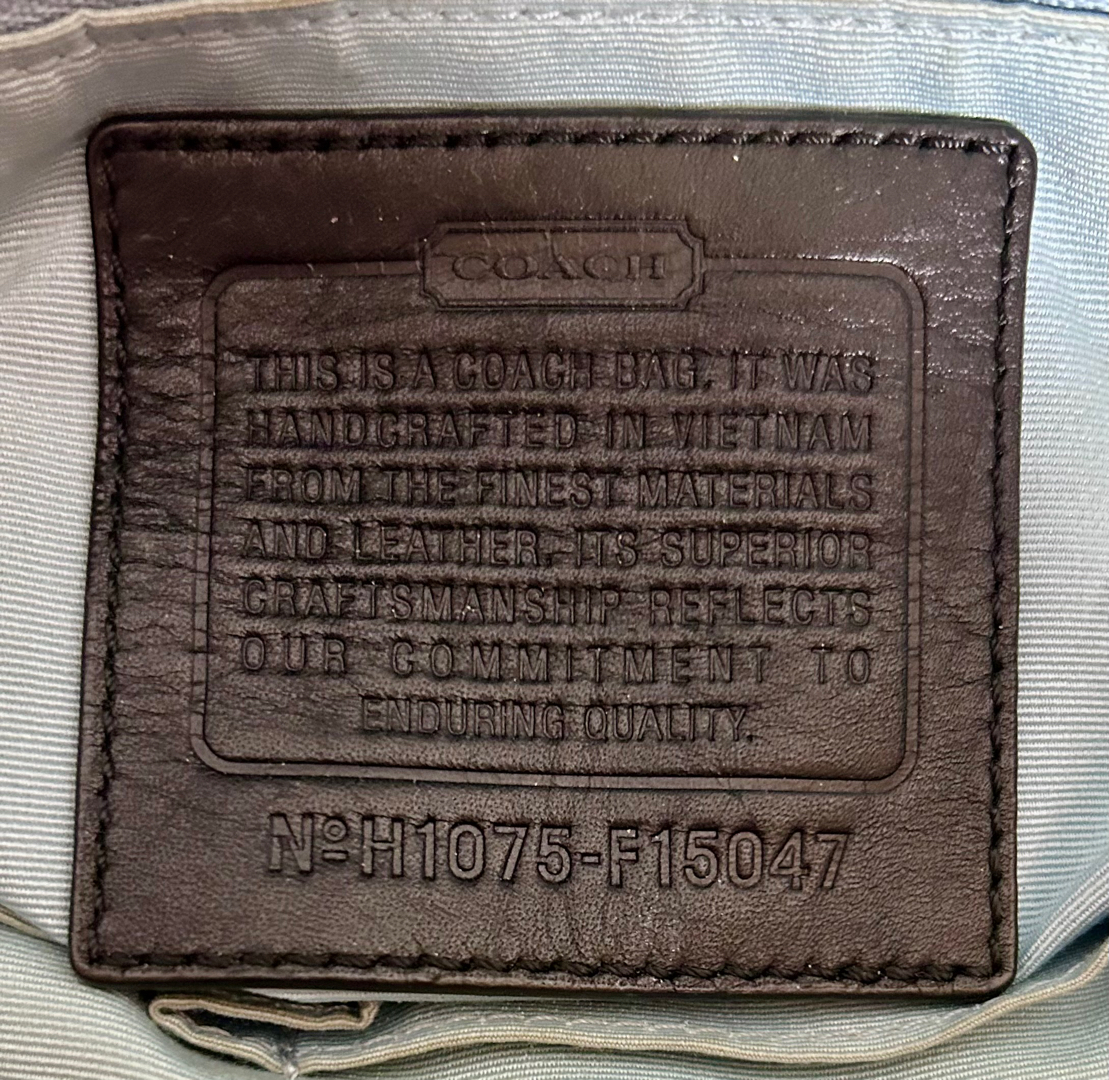 COACH
THIS IS A COACH BAG. IT WAS
HANDCRAFTED IN VIETNAM
FROM THE FINEST MATERIALS
AND LEATHER. ITS SUPERIOR
CRAFTSMANSHIP REFLECTS
OUR COMMITMENT TO
ENDURING QUALITY.
Nº H1075-F15047